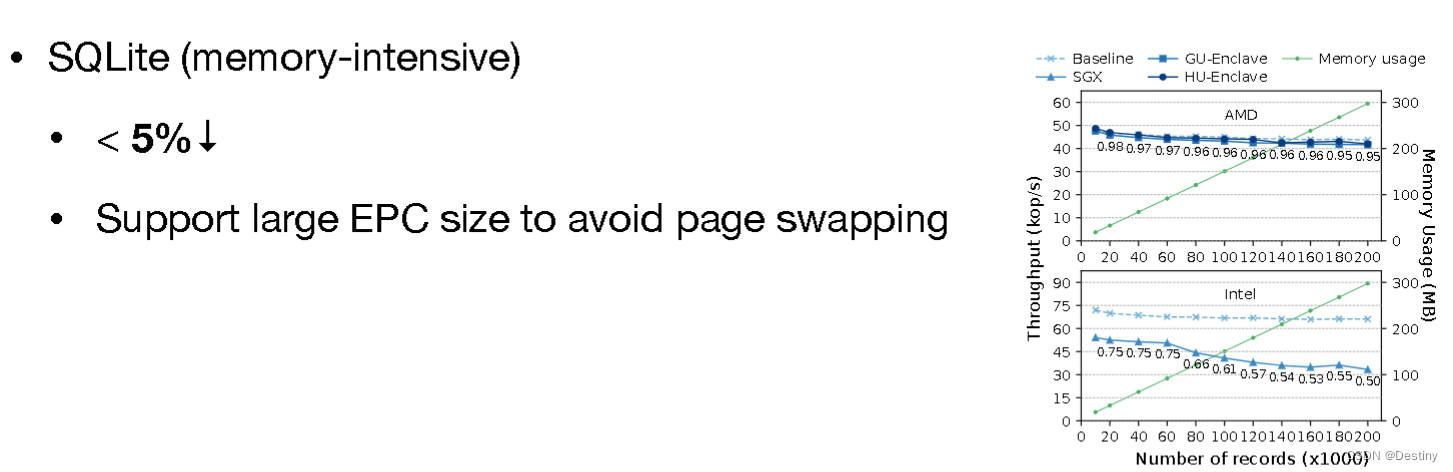 • SQLite (memory-intensive)
• < 5%↓
• Support large EPC size to avoid page swapping
Baseline GU-Enclave Memory usage
SGX HU-Enclave
AMD
60
50
40
30
20
10
0
300
200
100
0
0.98 0.97 0.97 0.96 0.96 0.96 0.96 0.96 0.95 0.95
0 20 40 60 80 100 120 140 160 180 200
Throughput (kop/s)
Memory Usage (MB)
Intel
90
75
60
45
30
15
0
300
200
100
0
0.75 0.75 0.75 0.66 0.61 0.57 0.54 0.53 0.55 0.50
0 20 40 60 80 100 120 140 160 180 200
Number of records (x1000)
@Destiny